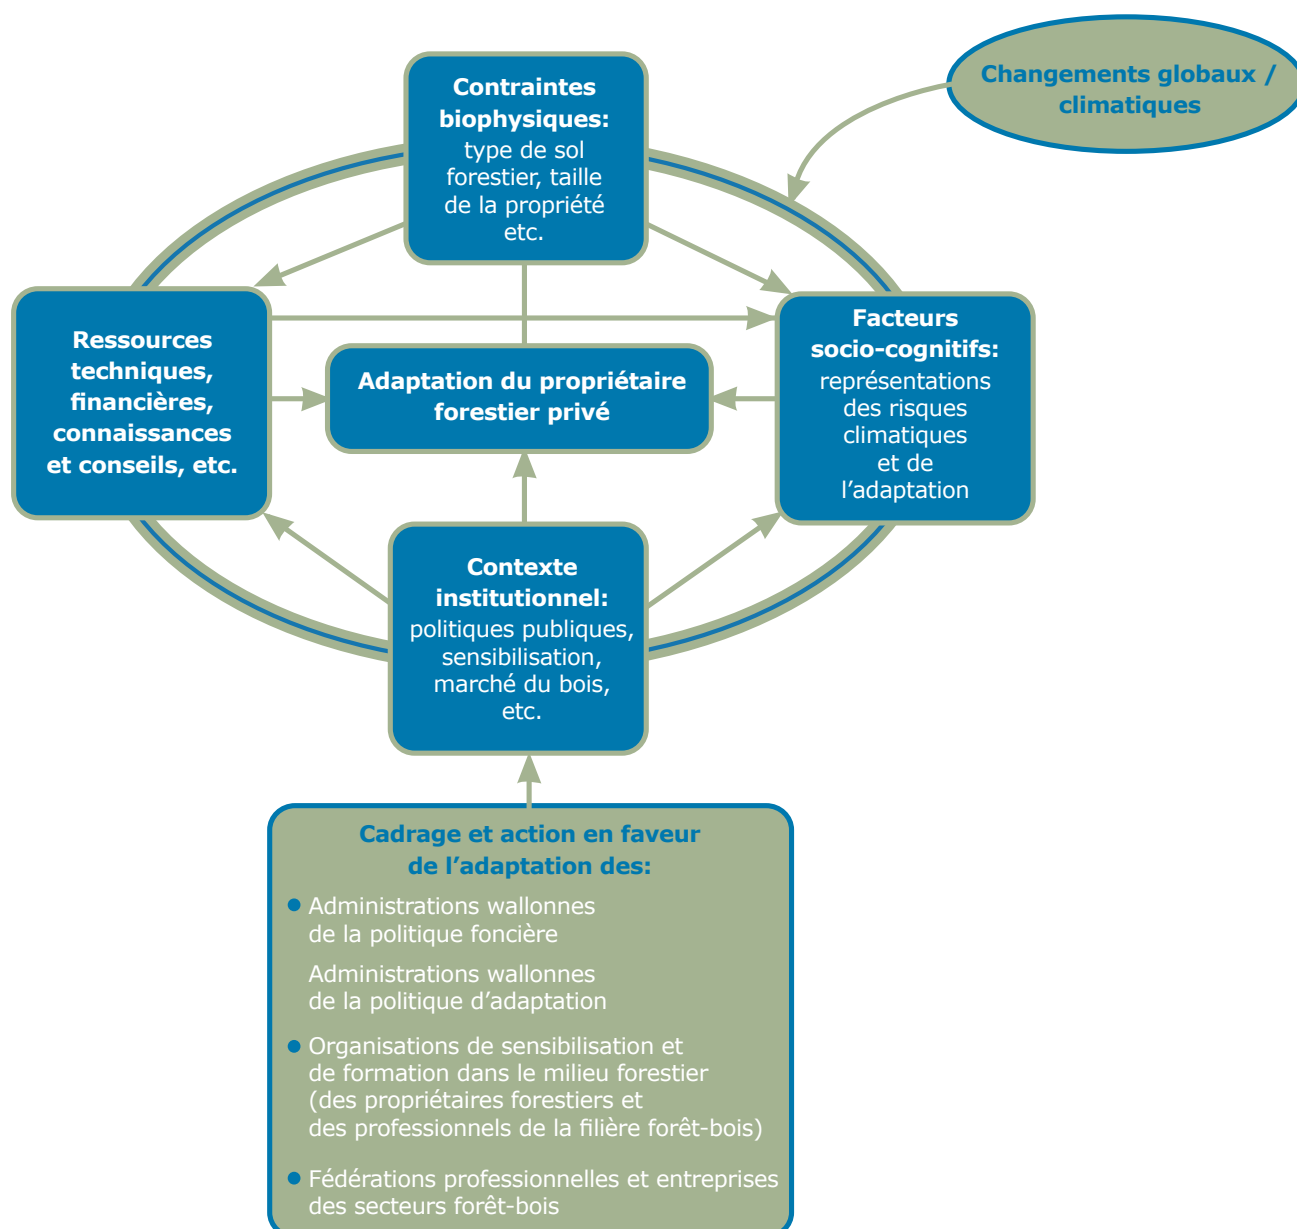 Changements globaux /
climatiques
Contraintes
biophysiques:
type de sol
forestier, taille
de la propriété
etc.
Ressources
techniques,
financières,
connaissances
et conseils, etc.
Adaptation du propriétaire
forestier privé
Facteurs
socio-cognitifs:
représentations
des risques
climatiques
et de
l’adaptation
Contexte
institutionnel:
politiques publiques,
sensibilisation,
marché du bois,
etc.
Cadrage et action en faveur
de l’adaptation des:
● Administrations wallonnes
de la politique foncière
Administrations wallonnes
de la politique d’adaptation
● Organisations de sensibilisation et
de formation dans le milieu forestier
(des propriétaires forestiers et
des professionnels de la filière forêt-bois)
● Fédérations professionnelles et entreprises
des secteurs forêt-bois